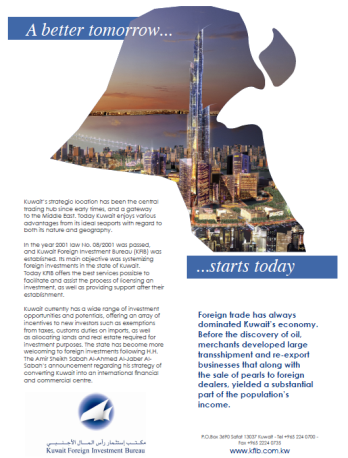 A better tomorrow...
Kuwait's strategic location has been the central
trading hub since early times, and a gateway
to the Middle East. Today Kuwait enjoys various
advantages from its ideal seaports with regard to
both its nature and geography.
In the year 2001 law No. 08/2001 was passed,
and Kuwait Foreign Investment Bureau (KFIB) was
established. Its main objective was systemizing
foreign investments in the state of Kuwait.
Today KFIB offers the best services possible to
facilitate and assist the process of licensing an
investment, as well as providing support after their
establishment.
Kuwait currently has a wide range of investment
opportunities and potentials, offering an array of
incentives to new investors such as exemptions
from taxes, customs duties on imports, as well
as allocating lands and real estate required for
investment purposes. The state has become more
welcoming to foreign investments following H.H.
The Amir Sheikh Sabah Al-Ahmed Al-Jaber Al-
Sabah's announcement regarding his strategy of
converting Kuwait into an international financial
and commercial centre.
مكتب إستثمار رأس المال الأجنبي
Kuwait Foreign Investment Bureau
...starts today
Foreign trade has always
dominated Kuwait's economy.
Before the discovery of oil,
merchants developed large
transshipment and re-export
businesses that along with
the sale of pearls to foreign
dealers, yielded a substantial
part of the population's
income.
P.O.Box 3690 Safat 13037 Kuwait - Tel +965 224 0700 -
Fax +965 2224 0735
www.kfib.com.kw